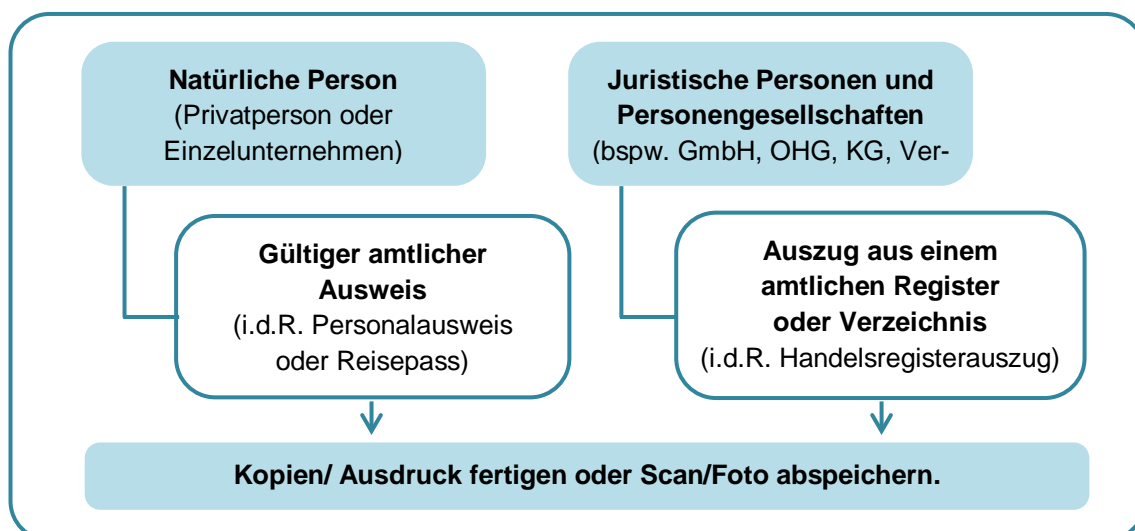 Natürliche Person
(Privatperson oder
Einzelunternehmen)
Juristische Personen und
Personengesellschaften
(bspw. GmbH, OHG, KG, Ver-
Gültiger amtlicher
Ausweis
(i.d.R. Personalausweis
oder Reisepass)
Auszug aus einem
amtlichen Register
oder Verzeichnis
(i.d.R. Handelsregisterauszug)
Kopien/ Ausdruck fertigen oder Scan/Foto abspeichern.